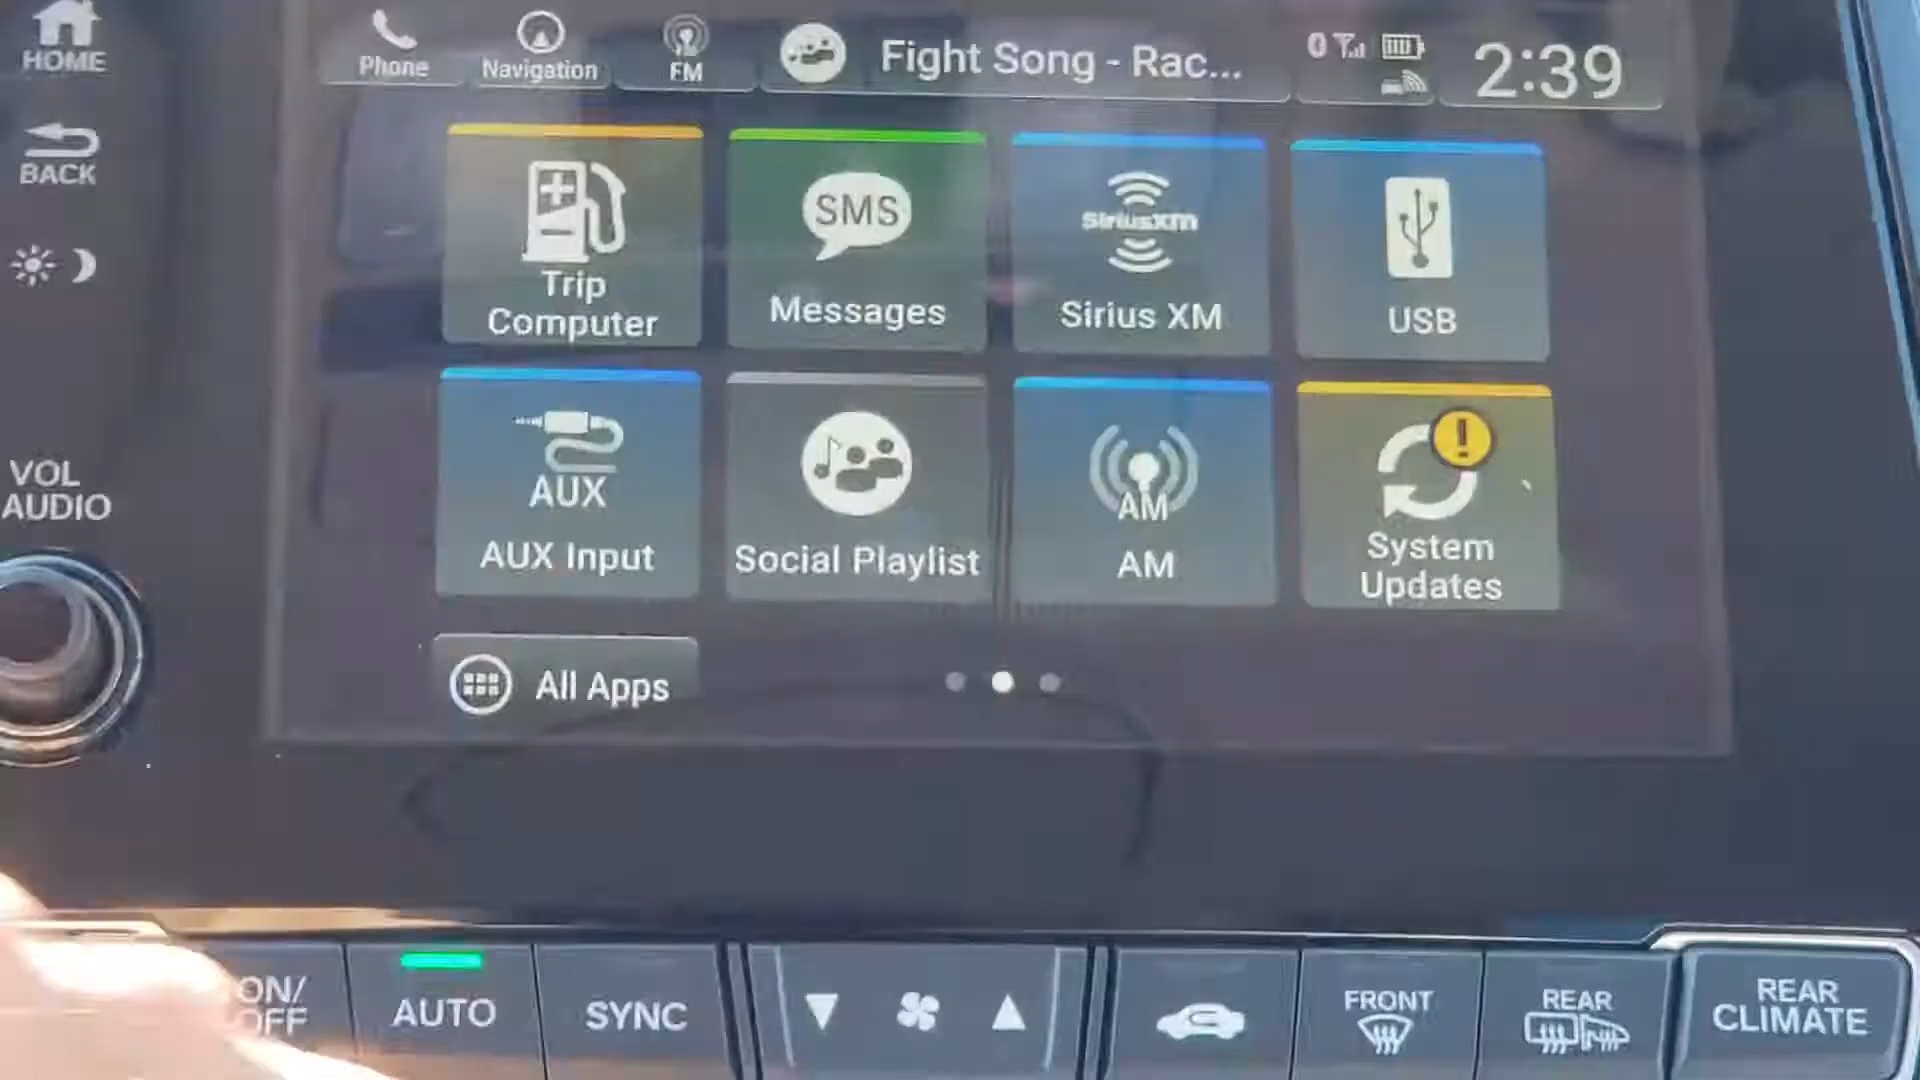 HOME
Phone
Navigation
FM
Fight Song - Rac...
2:39
BACK
Trip
Computer
SMS
Messages
SiriusXM
Sirius XM
USB
VOL
AUDIO
AUX
AUX Input
Social Playlist
AM
AM
!
System
Updates
All Apps
ON/
OFF
AUTO
SYNC
FRONT
REAR
REAR
CLIMATE